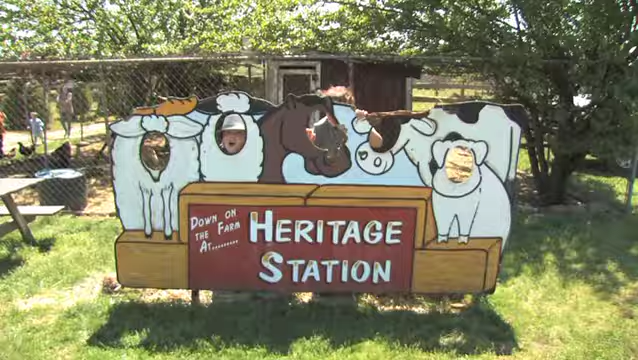 DOWN ON
THE FARM
AT.........
HERITAGE
STATION